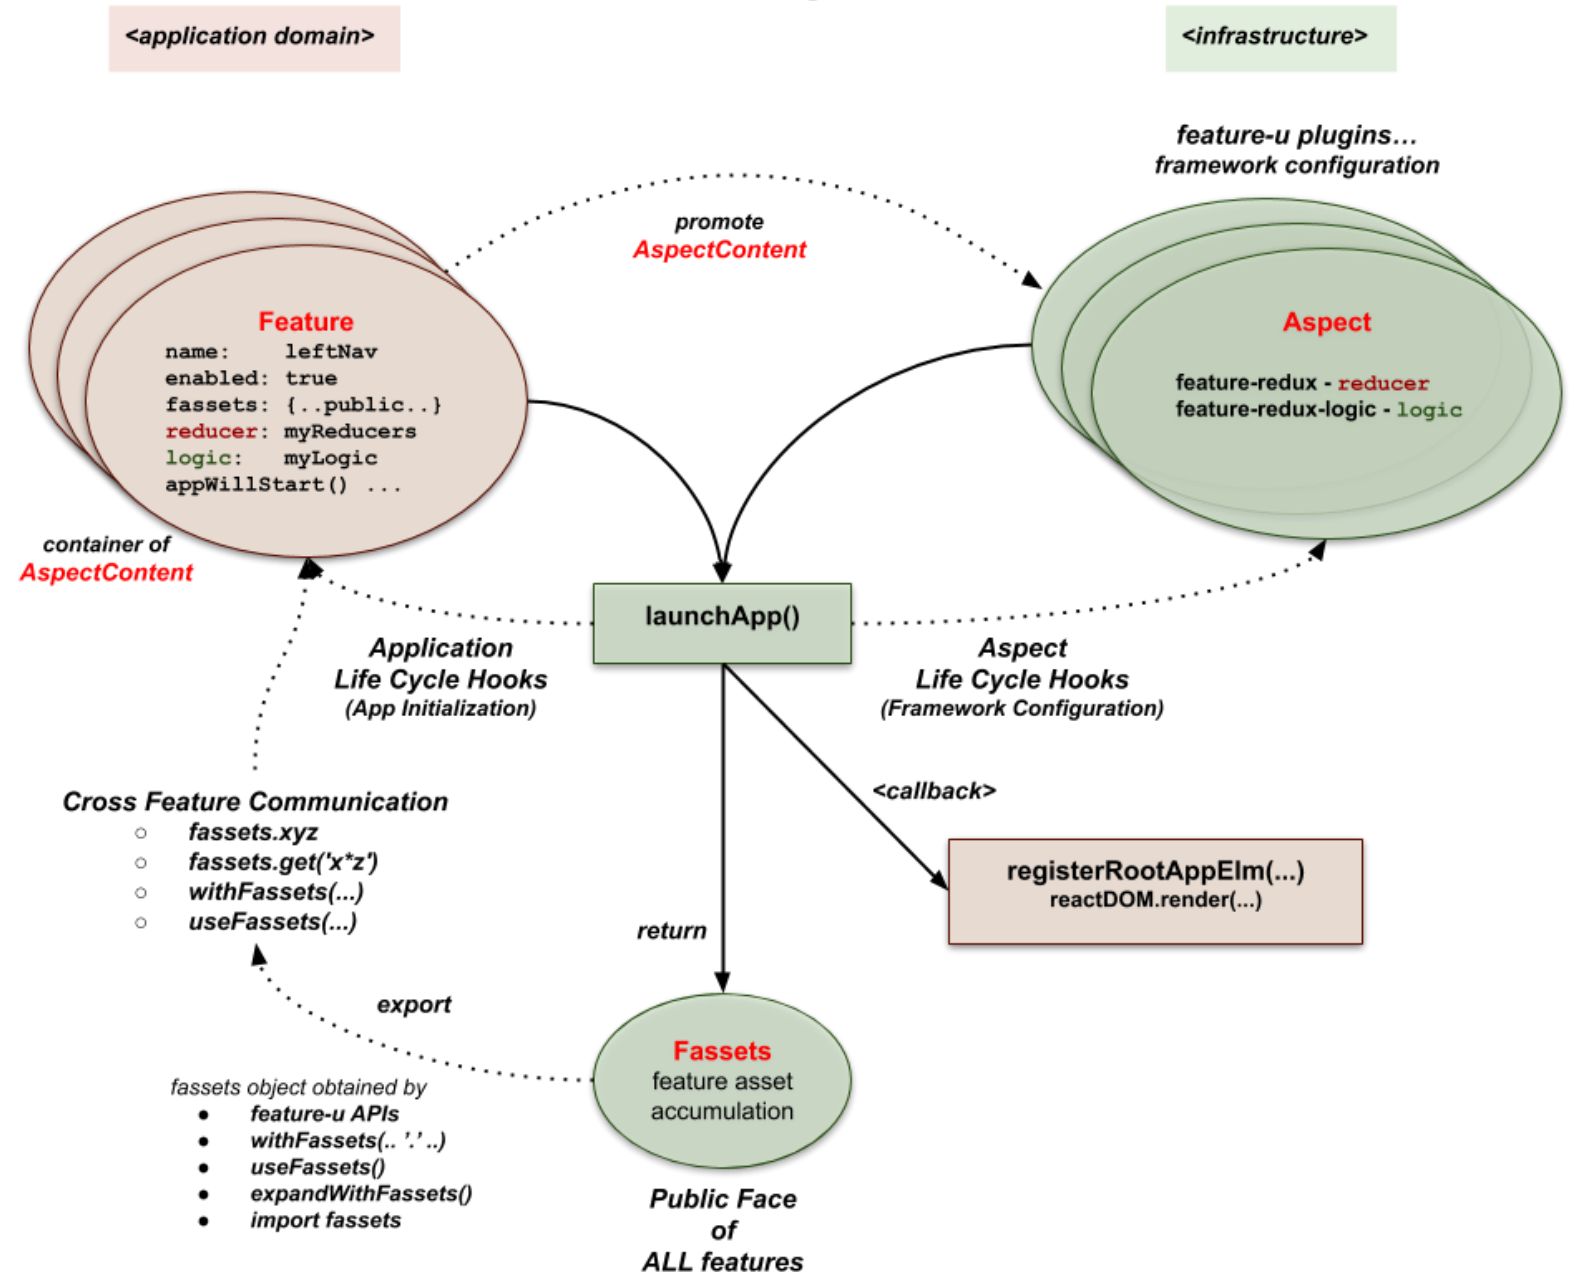 <application domain>
<infrastructure>
feature-u plugins...
framework configuration
promote
AspectContent
Feature
name: leftNav
enabled: true
fassets: {..public..}
reducer: myReducers
logic: myLogic
appWillStart() ...
Aspect
feature-redux - reducer
feature-redux-logic - logic
container of
AspectContent
launchApp()
Application
Life Cycle Hooks
(App Initialization)
Aspect
Life Cycle Hooks
(Framework Configuration)
Cross Feature Communication
○ fassets.xyz
○ fassets.get('x*z')
○ withFassets(...)
○ useFassets(...)
<callback>
registerRootAppElm(...)
reactDOM.render(...)
return
export
Fassets
feature asset
accumulation
fassets object obtained by
● feature-u APIs
● withFassets(.. '.' ..)
● useFassets()
● expandWithFassets()
● import fassets
Public Face
of
ALL features